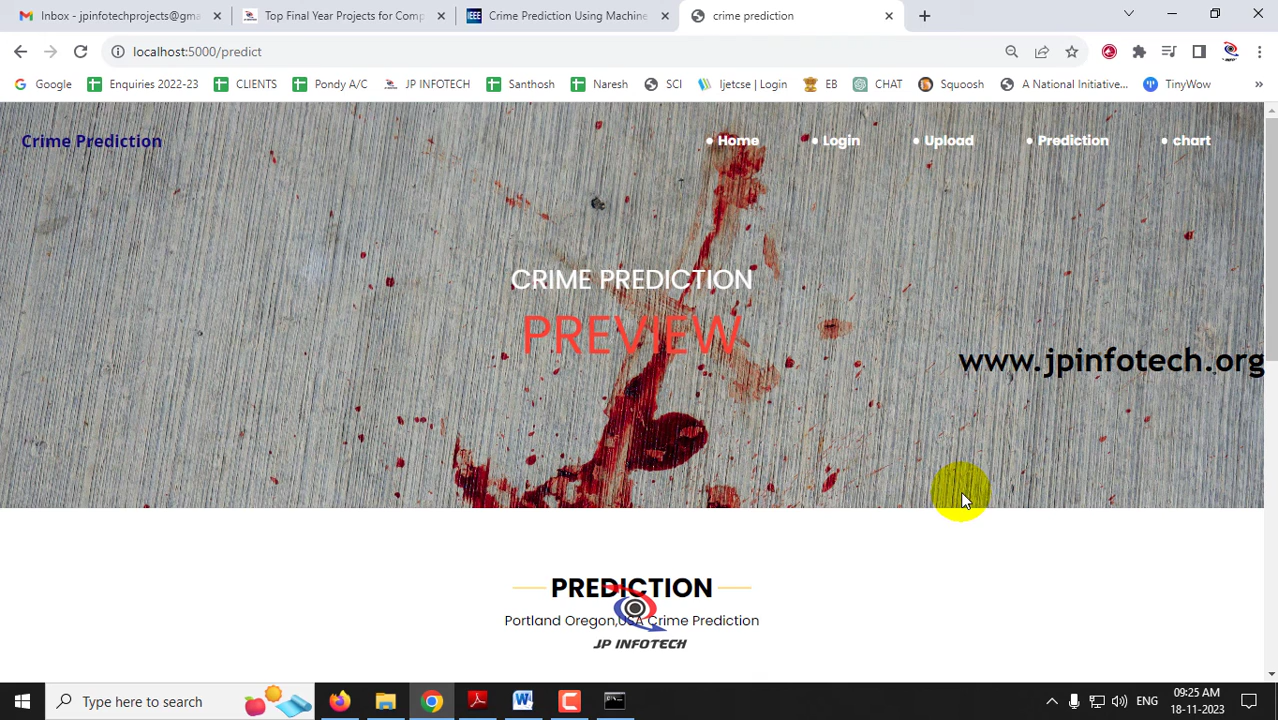 Inbox - jpinfotechprojects@gma
Top Final Year Projects for Comp
Crime Prediction Using Machine
crime prediction
localhost:5000/predict
Google
Enquiries 2022-23
CLIENTS
Pondy A/C
JP INFOTECH
Santhosh
Naresh
SCI
Ijetcse | Login
EB
CHAT
Squoosh
A National Initiative...
TinyWow
»
Crime Prediction
• Home
• Login
• Upload
• Prediction
• chart
CRIME PREDICTION
PREVIEW
www.jpinfotech.org
PREDICTION
Portland Oregon,USA Crime Prediction
JP INFOTECH
Type here to search
ENG
09:25 AM
18-11-2023